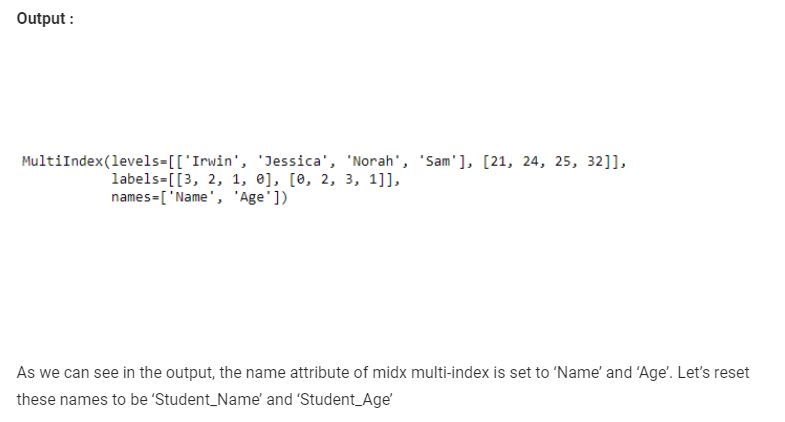 Output :
MultiIndex(levels=[['Irwin', 'Jessica', 'Norah', 'Sam'], [21, 24, 25, 32]],
labels=[[3, 2, 1, 0], [0, 2, 3, 1]],
names=['Name', 'Age'])
As we can see in the output, the name attribute of midx multi-index is set to ‘Name’ and ‘Age’. Let’s reset
these names to be ‘Student_Name’ and ‘Student_Age’